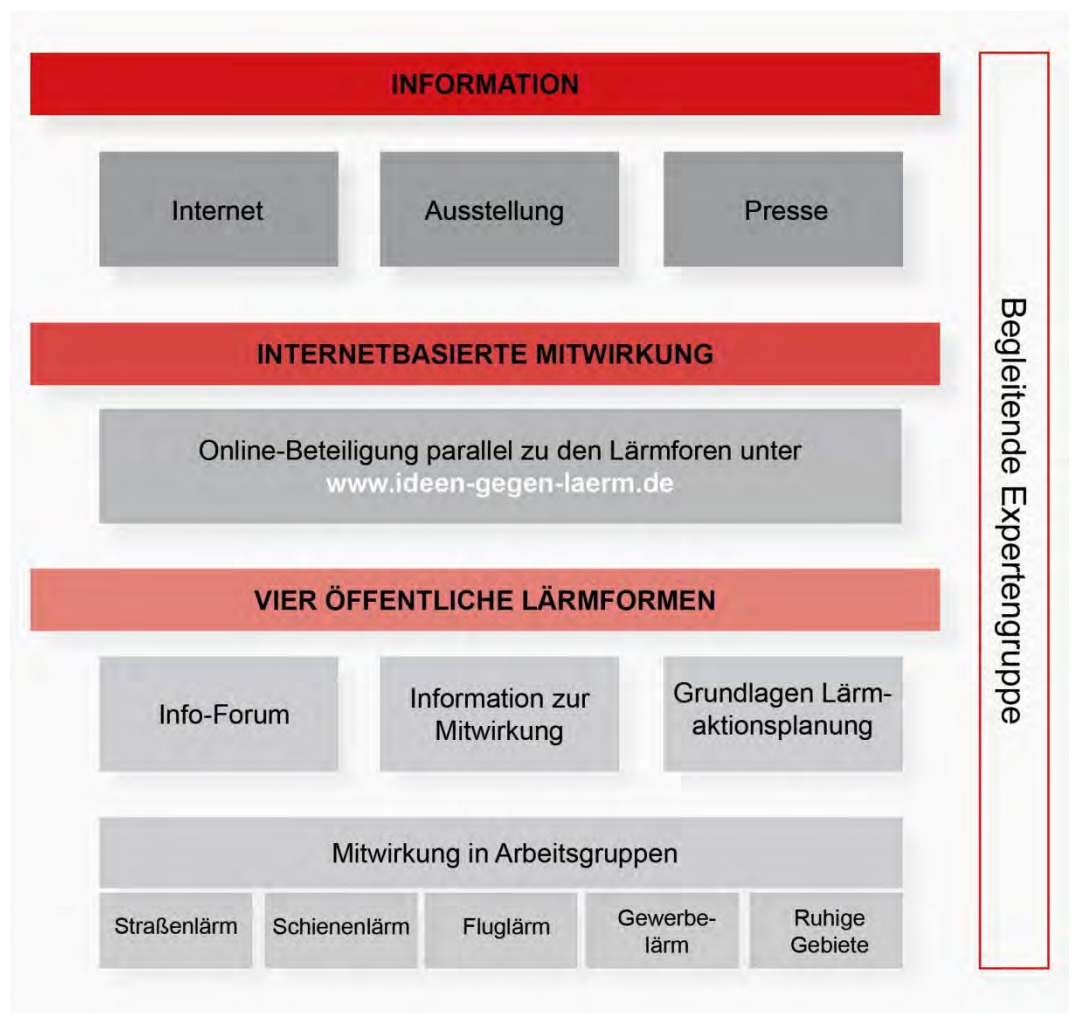 INFORMATION
Internet
Ausstellung
Presse
INTERNETBASIERTE MITWIRKUNG
Online-Beteiligung parallel zu den Lärmforen unter
www.ideen-gegen-laerm.de
VIER ÖFFENTLICHE LÄRMFORMEN
Info-Forum
Information zur
Mitwirkung
Grundlagen Lärm-
aktionsplanung
Mitwirkung in Arbeitsgruppen
Straßenlärm
Schienenlärm
Fluglärm
Gewerbe-
lärm
Ruhige
Gebiete
Begleitende Expertengruppe